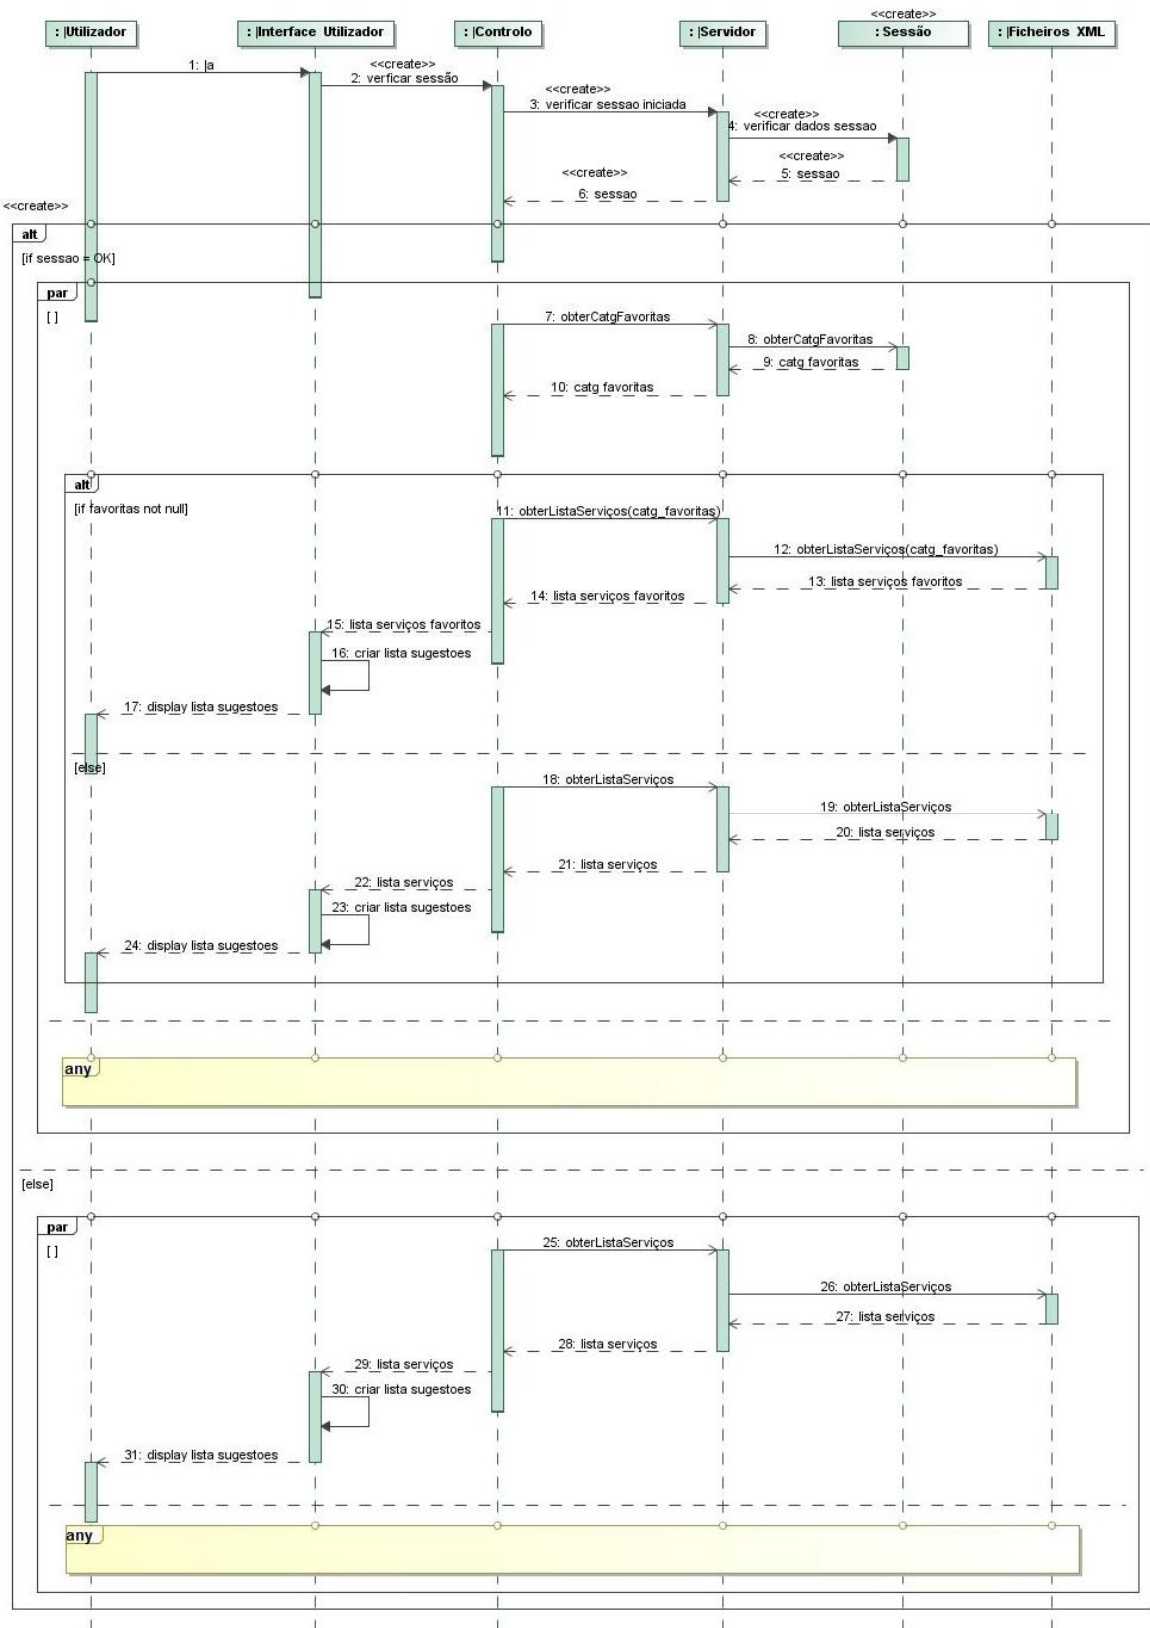 <<create>>
: |Utilizador
: |Interface Utilizador
: |Controlo
: |Servidor
: Sessão
: |Ficheiros XML
1: |a
<<create>>
2: verficar sessão
<<create>>
3: verificar sessao iniciada
<<create>>
4: verificar dados sessao
<<create>>
5: sessao
<<create>>
6: sessao
<<create>>
alt
[if sessao = OK]
par
[ ]
7: obterCatgFavoritas
8: obterCatgFavoritas
9: catg favoritas
10: catg favoritas
alt
[if favoritas not null]
11: obterListaServiços(catg_favoritas)
12: obterListaServiços(catg_favoritas)
13: lista serviços favoritos
14: lista serviços favoritos
15: lista serviços favoritos
16: criar lista sugestoes
17: display lista sugestoes
[else]
18: obterListaServiços
19: obterListaServiços
20: lista serviços
21: lista serviços
22: lista serviços
23: criar lista sugestoes
24: display lista sugestoes
any
[else]
par
[ ]
25: obterListaServiços
26: obterListaServiços
27: lista serviços
28: lista serviços
29: lista serviços
30: criar lista sugestoes
31: display lista sugestoes
any